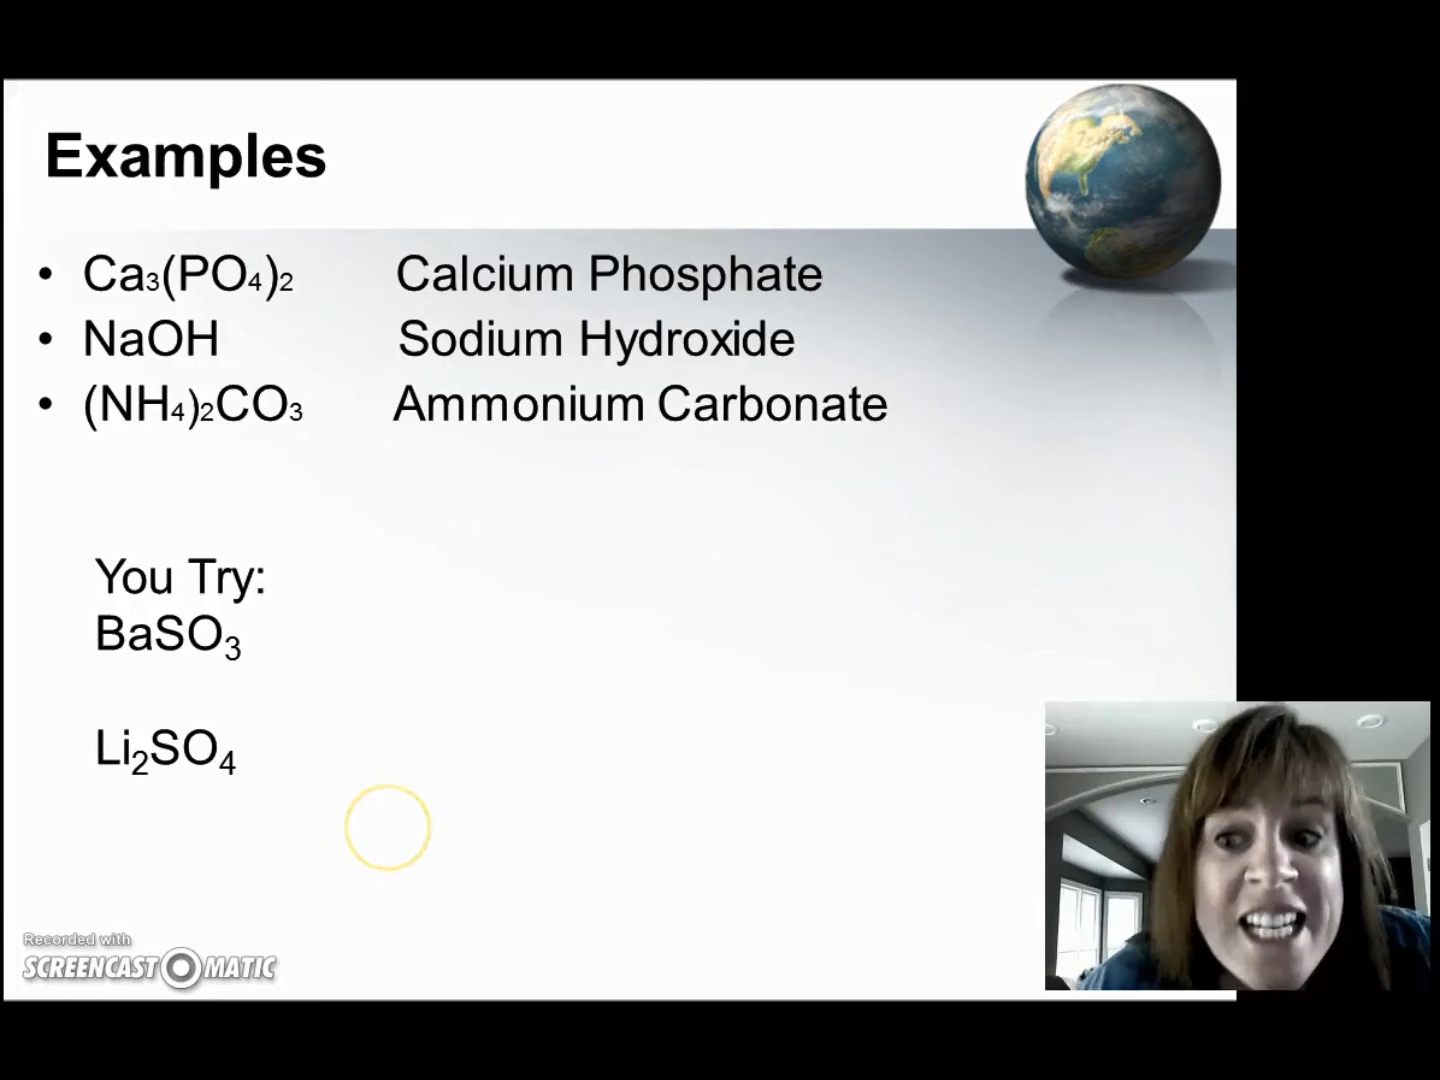 Examples
• Ca₃(PO₄)₂ Calcium Phosphate
• NaOH Sodium Hydroxide
• (NH₄)₂CO₃ Ammonium Carbonate
You Try:
BaSO₃
Li₂SO₄
Recorded with
SCREENCAST-O-MATIC